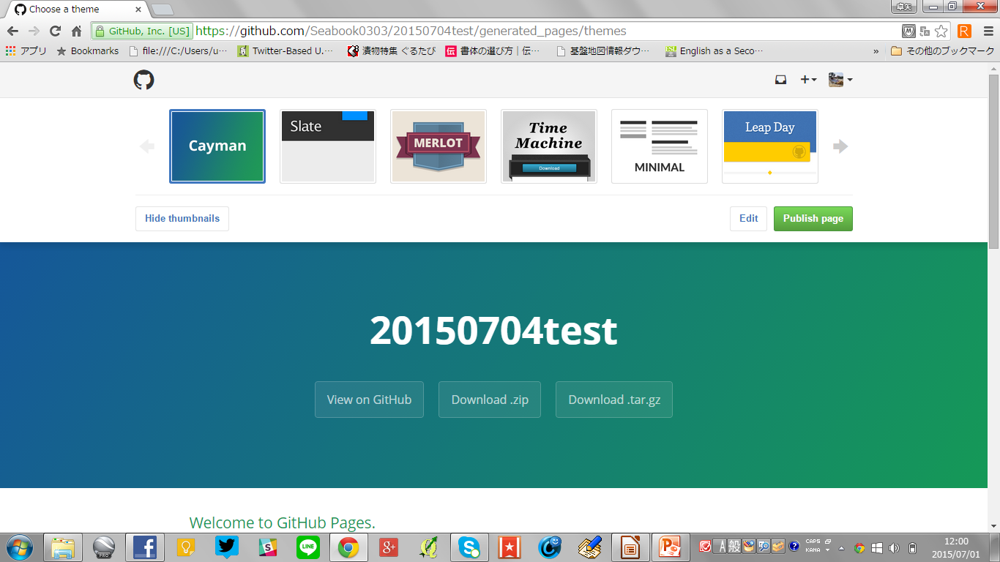 Choose a theme
卓矢
GitHub, Inc. [US] https://github.com/Seabook0303/20150704test/generated_pages/themes
アプリ Bookmarks file:///C:/Users/u… Twitter-Based U… 漬物特集 ぐるたび 書体の選び方｜伝… 基盤地図情報ダウ… English as a Seco… » その他のブックマーク
Cayman
Slate
MERLOT
Time Machine
Download
MINIMAL
Leap Day
Hide thumbnails Edit Publish page
20150704test
View on GitHub Download .zip Download .tar.gz
Welcome to GitHub Pages.
PRO
LINE
A 般
CAPS
KANA
12:00
2015/07/01